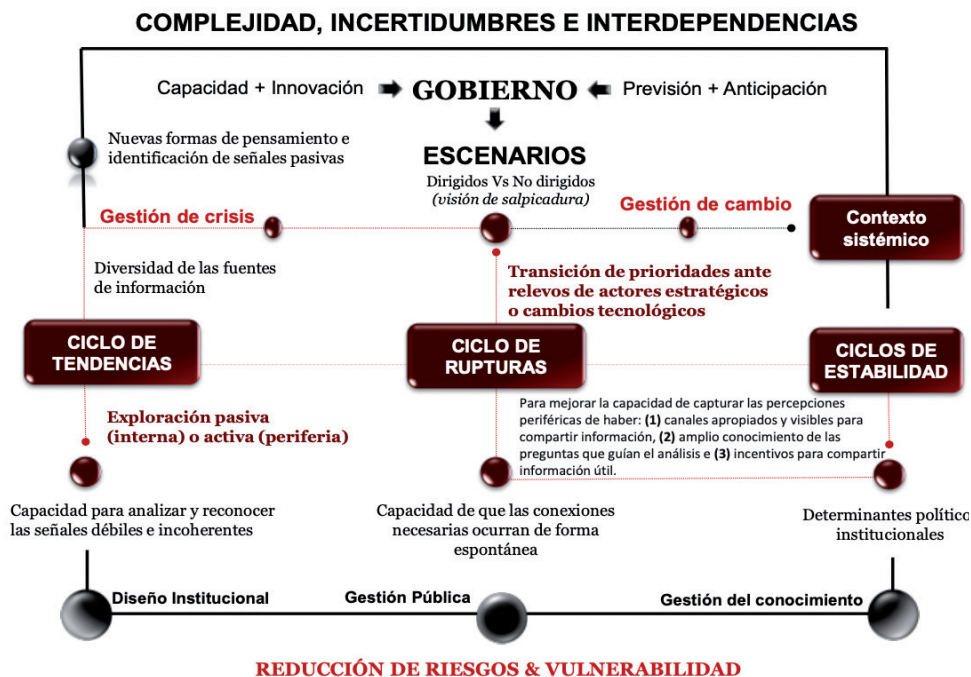 COMPLEJIDAD, INCERTIDUMBRES E INTERDEPENDENCIAS
Capacidad + Innovación
GOBIERNO
Previsión + Anticipación
Nuevas formas de pensamiento e
identificación de señales pasivas
ESCENARIOS
Dirigidos Vs No dirigidos
(visión de salpicadura)
Gestión de crisis
Gestión de cambio
Contexto
sistémico
Diversidad de las fuentes
de información
Transición de prioridades ante
relevos de actores estratégicos
o cambios tecnológicos
CICLO DE
TENDENCIAS
CICLO DE
RUPTURAS
CICLOS DE
ESTABILIDAD
Exploración pasiva
(interna) o activa (periferia)
Para mejorar la capacidad de capturar las percepciones
periféricas de haber: (1) canales apropiados y visibles para
compartir información, (2) amplio conocimiento de las
preguntas que guían el análisis e (3) incentivos para compartir
información útil.
Capacidad para analizar y reconocer
las señales débiles e incoherentes
Capacidad de que las conexiones
necesarias ocurran de forma
espontánea
Determinantes político
institucionales
Diseño Institucional
Gestión Pública
Gestión del conocimiento
REDUCCIÓN DE RIESGOS & VULNERABILIDAD